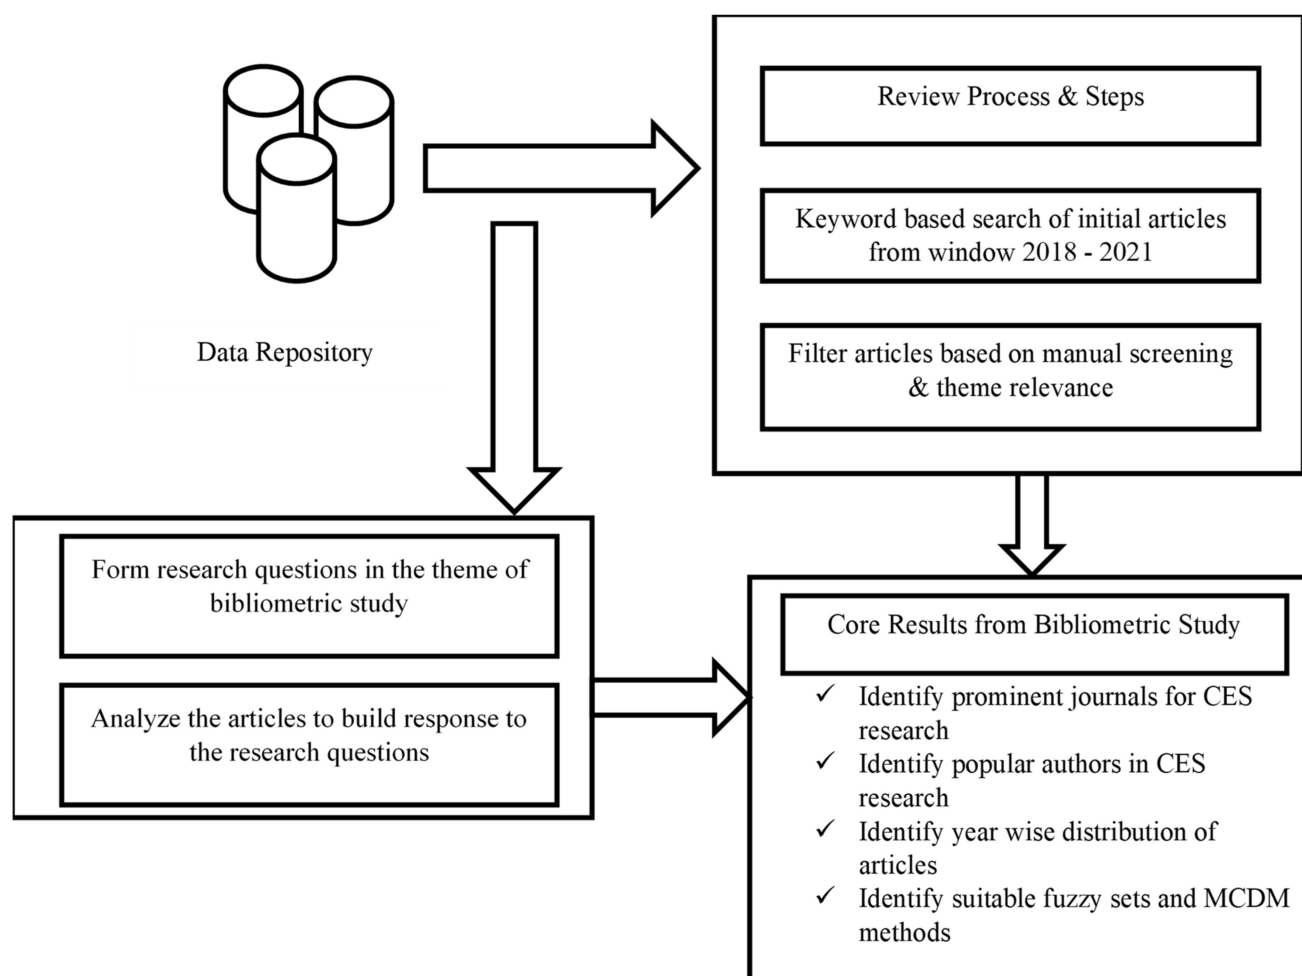 Data Repository
Review Process & Steps
Keyword based search of initial articles
from window 2018 - 2021
Filter articles based on manual screening
& theme relevance
Form research questions in the theme of
bibliometric study
Analyze the articles to build response to
the research questions
Core Results from Bibliometric Study
✓ Identify prominent journals for CES
research
✓ Identify popular authors in CES
research
✓ Identify year wise distribution of
articles
✓ Identify suitable fuzzy sets and MCDM
methods